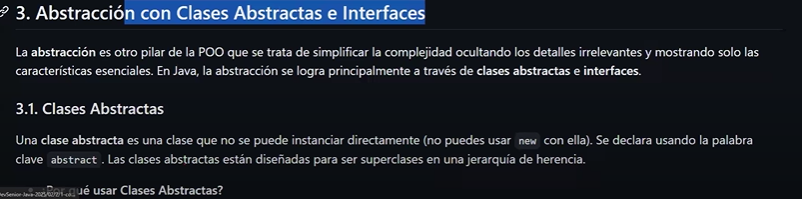 3. Abstracción con Clases Abstractas e Interfaces
La abstracción es otro pilar de la POO que se trata de simplificar la complejidad ocultando los detalles irrelevantes y mostrando solo las
características esenciales. En Java, la abstracción se logra principalmente a través de clases abstractas e interfaces.
3.1. Clases Abstractas
Una clase abstracta es una clase que no se puede instanciar directamente (no puedes usar new con ella). Se declara usando la palabra
clave abstract. Las clases abstractas están diseñadas para ser superclases en una jerarquía de herencia.
qué usar Clases Abstractas?